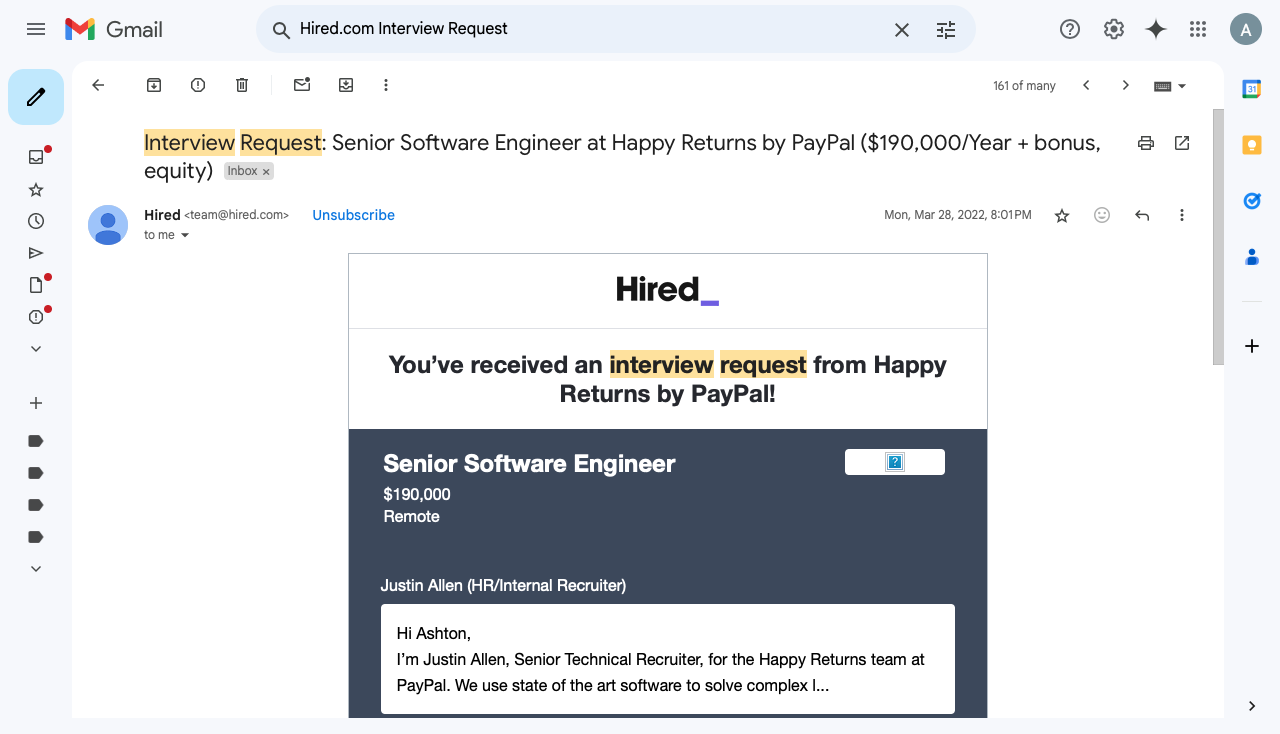 Gmail
Hired.com Interview Request
A
161 of many
Interview Request: Senior Software Engineer at Happy Returns by PayPal ($190,000/Year + bonus,
equity) Inbox ×
Hired <team@hired.com> Unsubscribe
Mon, Mar 28, 2022, 8:01 PM
to me
31
Hired_
You’ve received an interview request from Happy
Returns by PayPal!
Senior Software Engineer
?
$190,000
Remote
Justin Allen (HR/Internal Recruiter)
Hi Ashton,
I’m Justin Allen, Senior Technical Recruiter, for the Happy Returns team at
PayPal. We use state of the art software to solve complex l...